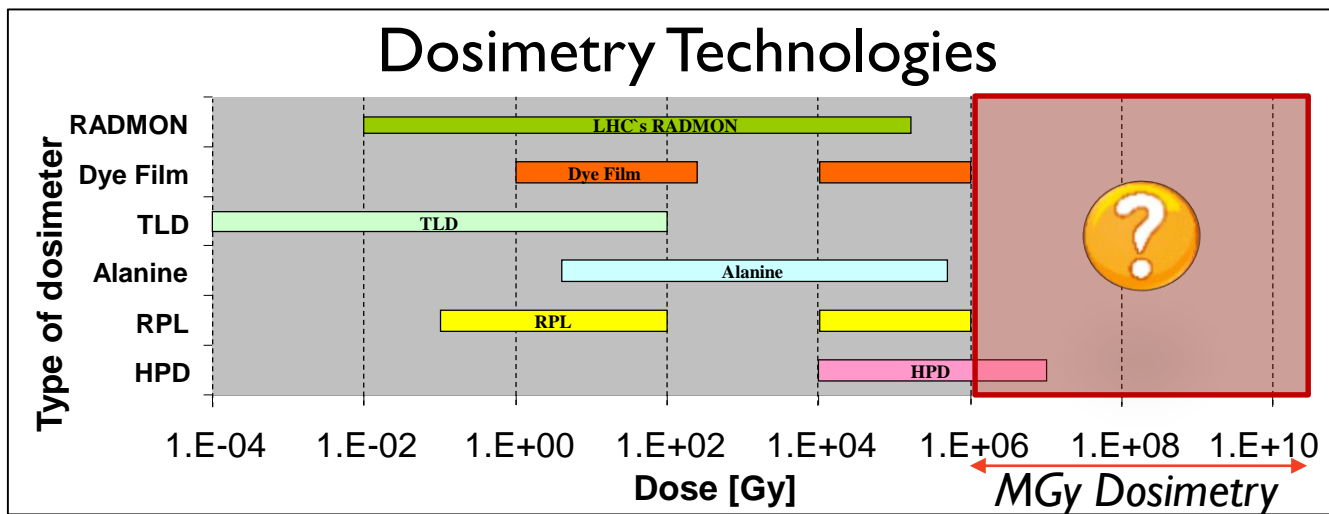 Dosimetry Technologies
Type of dosimeter
RADMON
LHC`s RADMON
Dye Film
Dye Film
TLD
TLD
Alanine
Alanine
RPL
RPL
HPD
HPD
?
1.E-04 1.E-02 1.E+00 1.E+02 1.E+04 1.E+06 1.E+08 1.E+10
Dose [Gy]
MGy Dosimetry